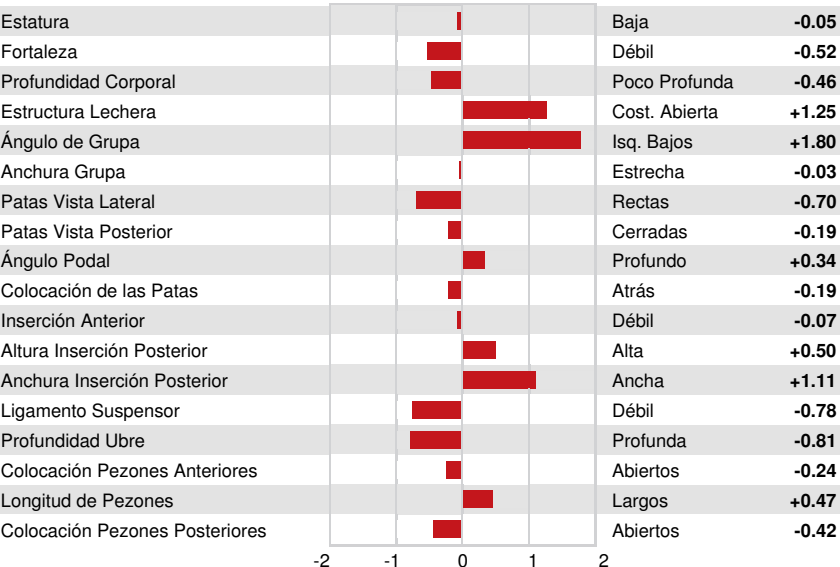 Estatura Baja -0.05
Fortaleza Débil -0.52
Profundidad Corporal Poco Profunda -0.46
Estructura Lechera Cost. Abierta +1.25
Ángulo de Grupa Isq. Bajos +1.80
Anchura Grupa Estrecha -0.03
Patas Vista Lateral Rectas -0.70
Patas Vista Posterior Cerradas -0.19
Ángulo Podal Profundo +0.34
Colocación de las Patas Atrás -0.19
Inserción Anterior Débil -0.07
Altura Inserción Posterior Alta +0.50
Anchura Inserción Posterior Ancha +1.11
Ligamento Suspensor Débil -0.78
Profundidad Ubre Profunda -0.81
Colocación Pezones Anteriores Abiertos -0.24
Longitud de Pezones Largos +0.47
Colocación Pezones Posteriores Abiertos -0.42
-2 -1 0 1 2